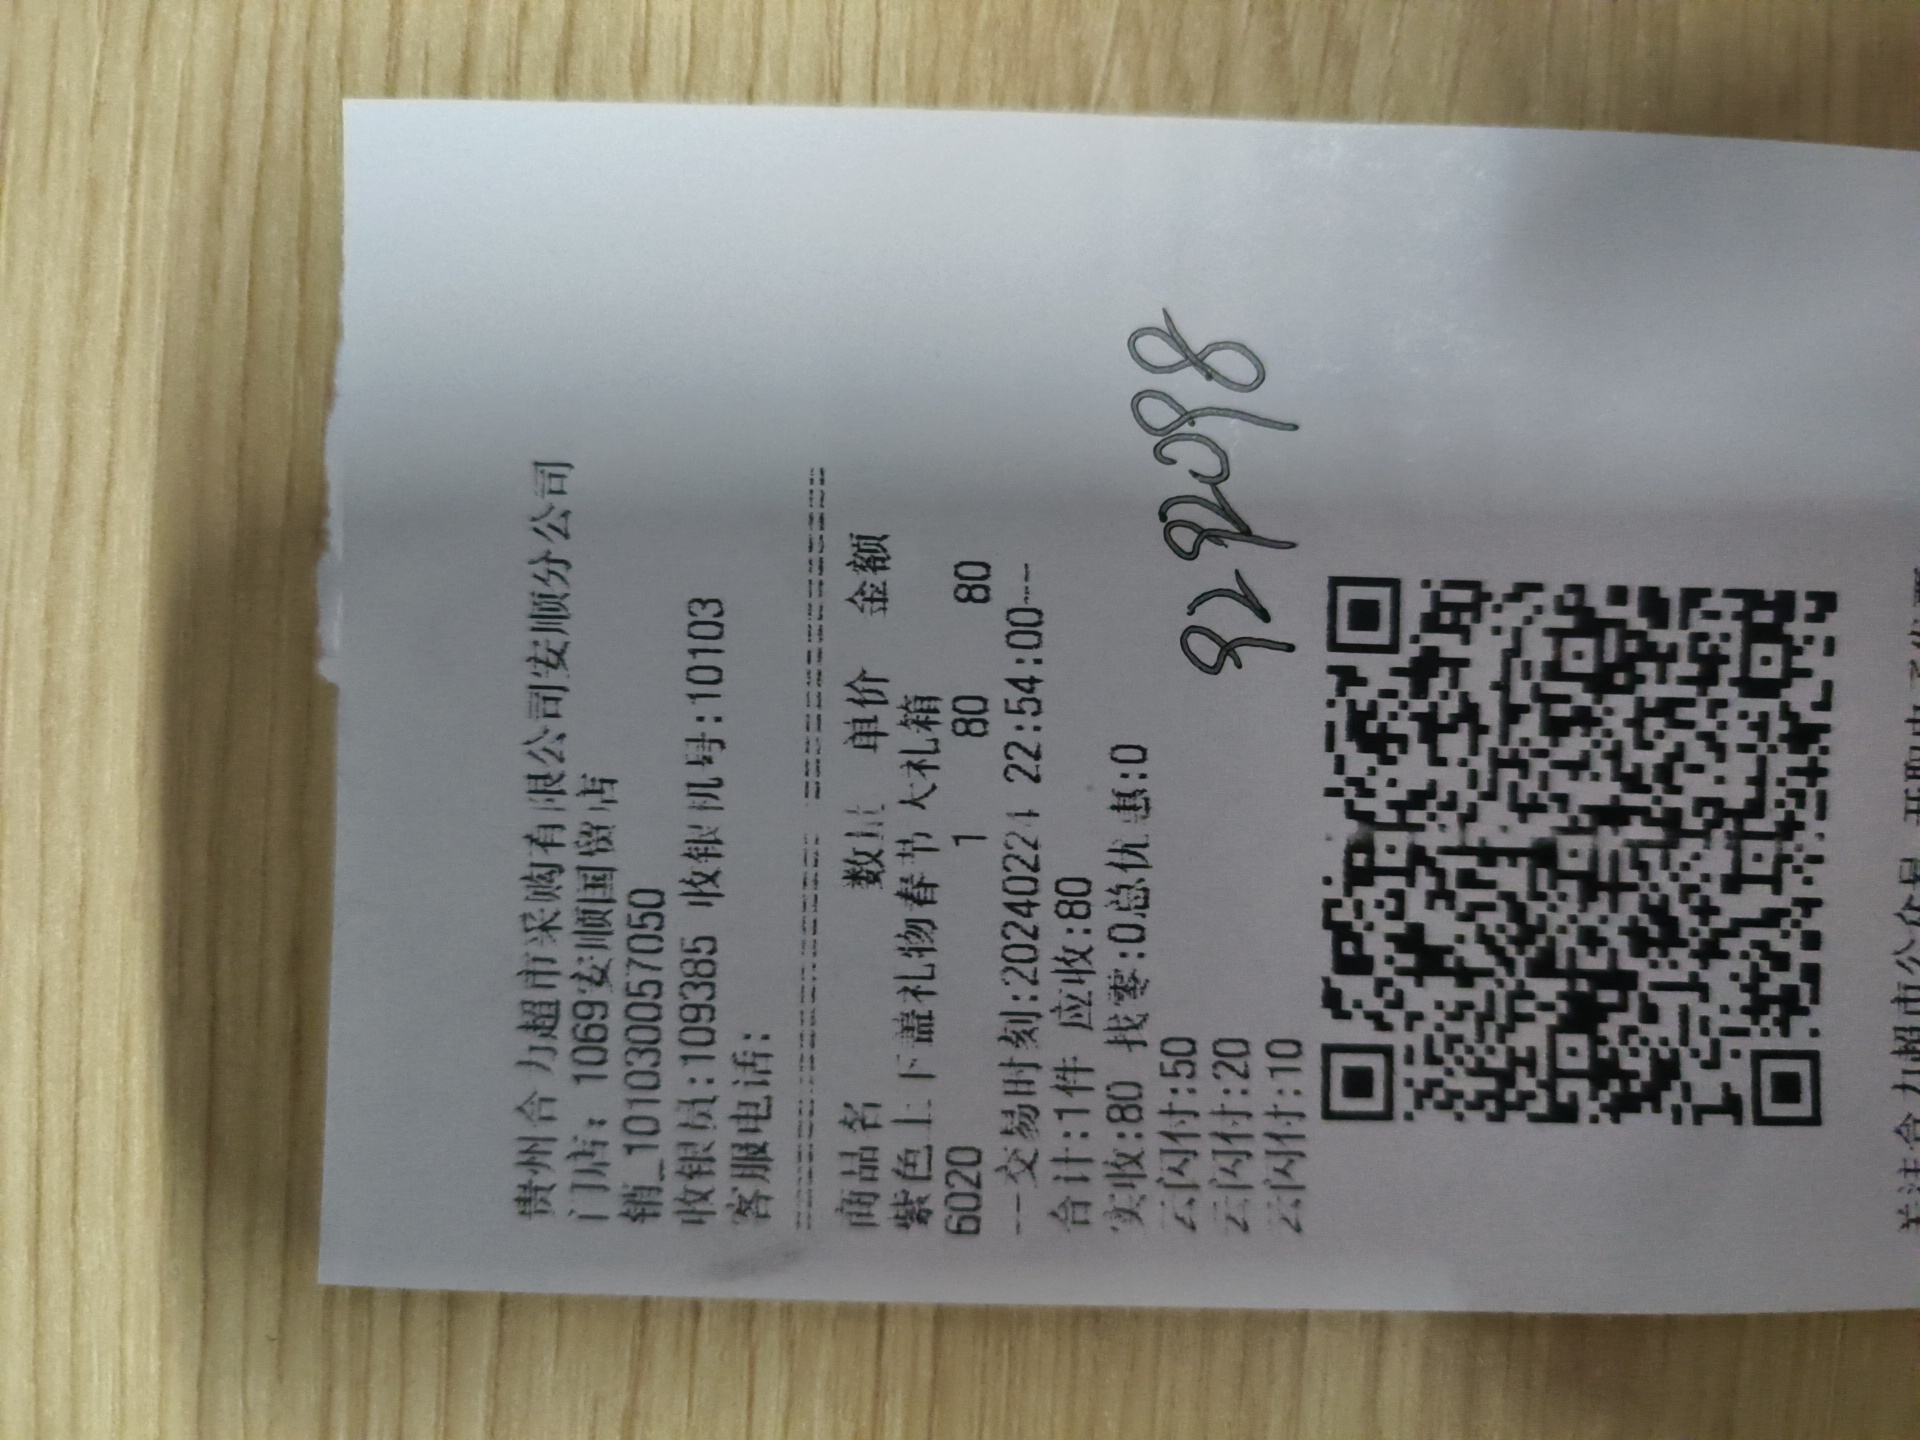 贵州合力超市采购有限公司安顺分公司
门店: 1069安顺国贸店
销_1010300057050
收银员:109385 收银机号:10103
客服电话:
商品名 数量 单价 金额
紫色上下盖礼物春节大礼箱
6020 1 80 80
--交易时刻:20240224 22:54:00--
合计:1件 应收:80
实收:80 找零:0总优惠:0
云闪付:50
云闪付:20
云闪付:10